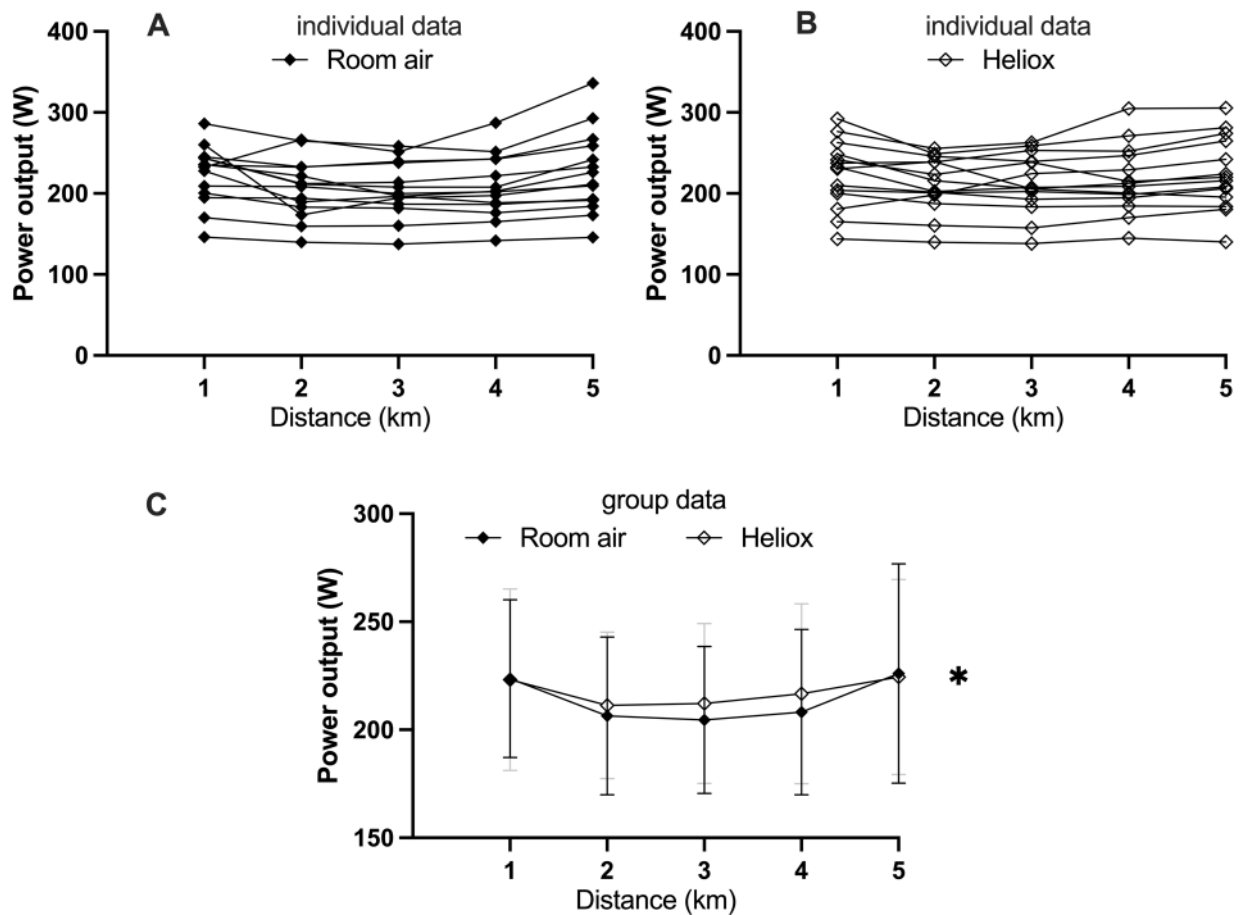 A
individual data
Room air
400
300
200
100
0
Power output (W)
1 2 3 4 5
Distance (km)
B
individual data
Heliox
400
300
200
100
0
Power output (W)
1 2 3 4 5
Distance (km)
C
group data
Room air Heliox
300
250
200
150
Power output (W)
*
1 2 3 4 5
Distance (km)